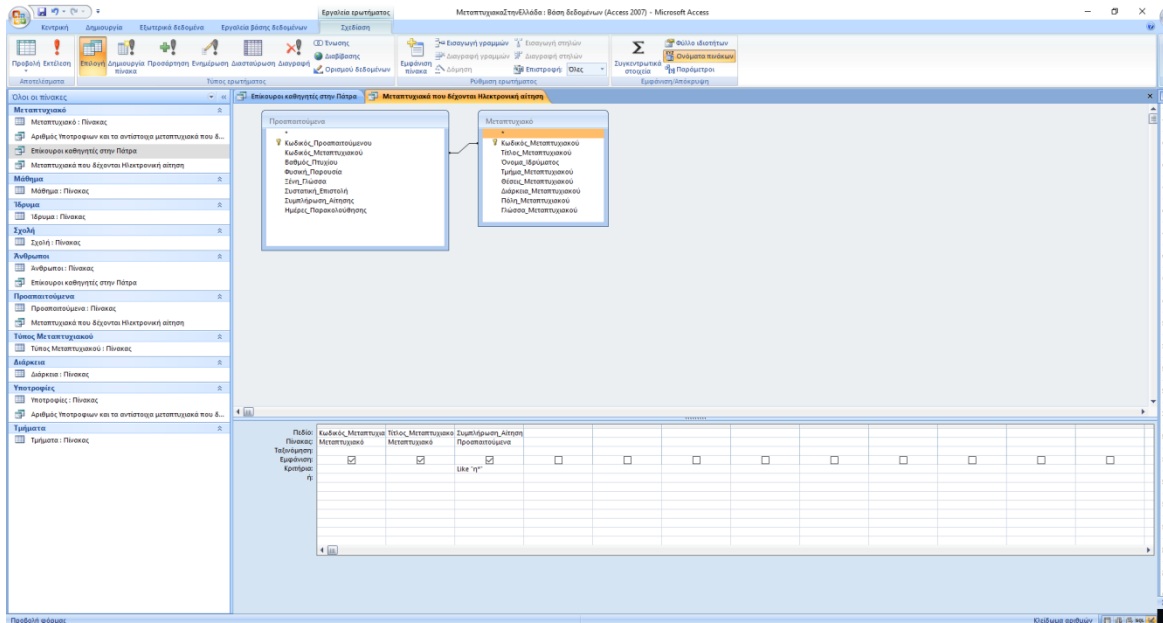 Εργαλεία ερωτήματος
ΜεταπτυχιακαΣτηνΕλλάδα : Βάση δεδομένων (Access 2007) - Microsoft Access
Κεντρική Δημιουργία Εξωτερικά δεδομένα Εργαλεία βάσης δεδομένων Σχεδίαση
Προβολή Εκτέλεση Επιλογή Δημιουργία πίνακα Προσάρτηση Ενημέρωση Διασταύρωση Διαγραφή
Ένωσης
Διαβίβασης
Ορισμού δεδομένων
Εμφάνιση πίνακα
Εισαγωγή γραμμών
Διαγραφή γραμμών
Δόμηση
Εισαγωγή στηλών
Διαγραφή στηλών
Επιστροφή: Όλες
Συγκεντρωτικά στοιχεία
Φύλλο ιδιοτήτων
Ονόματα πινάκων
Παράμετροι
Αποτελέσματα Τύπος ερωτήματος Ρύθμιση ερωτήματος Εμφάνιση/Απόκρυψη
Όλοι οι πίνακες
Μεταπτυχιακό
Μεταπτυχιακό : Πίνακας
Αριθμός Υποτροφιων και τα αντίστοιχα μεταπτυχιακά που δ...
Επίκουροι καθηγητές στην Πάτρα
Μεταπτυχιακά που δέχονται Ηλεκτρονική αίτηση
Μάθημα
Μάθημα : Πίνακας
Ίδρυμα
Ίδρυμα : Πίνακας
Σχολή
Σχολή : Πίνακας
Άνθρωποι
Άνθρωποι : Πίνακας
Επίκουροι καθηγητές στην Πάτρα
Προαπαιτούμενα
Προαπαιτούμενα : Πίνακας
Μεταπτυχιακά που δέχονται Ηλεκτρονική αίτηση
Τύπος Μεταπτυχιακού
Τύπος Μεταπτυχιακού : Πίνακας
Διάρκεια
Διάρκεια : Πίνακας
Υποτροφίες
Υποτροφίες : Πίνακας
Αριθμός Υποτροφιων και τα αντίστοιχα μεταπτυχιακά που δ...
Τμήματα
Τμήματα : Πίνακας
Επίκουροι καθηγητές στην Πάτρα
Μεταπτυχιακά που δέχονται Ηλεκτρονική αίτηση
Προαπαιτούμενα
*
Κωδικός_Προαπαιτούμενου
Κωδικός_Μεταπτυχιακού
Βαθμός_Πτυχίου
Φυσική_Παρουσία
Ξένη_Γλώσσα
Συστατική_Επιστολή
Συμπλήρωση_Αίτησης
Ημέρες_Παρακολούθησης
Μεταπτυχιακό
*
Κωδικός_Μεταπτυχιακού
Τίτλος_Μεταπτυχιακού
Όνομα_Ιδρύματος
Τμήμα_Μεταπτυχιακού
Θέσεις_Μεταπτυχιακού
Διάρκεια_Μεταπτυχιακού
Πόλη_Μεταπτυχιακού
Γλώσσα_Μεταπτυχιακού
Πεδίο: Κωδικός_Μεταπτυχια Τίτλος_Μεταπτυχιακο Συμπλήρωση_Αίτηση
Πίνακας: Μεταπτυχιακό Μεταπτυχιακό Προαπαιτούμενα
Ταξινόμηση:
Εμφάνιση:
Κριτήρια: Like "η*"
ή:
Προβολή φόρμας Κλείδωμα αριθμών SQL